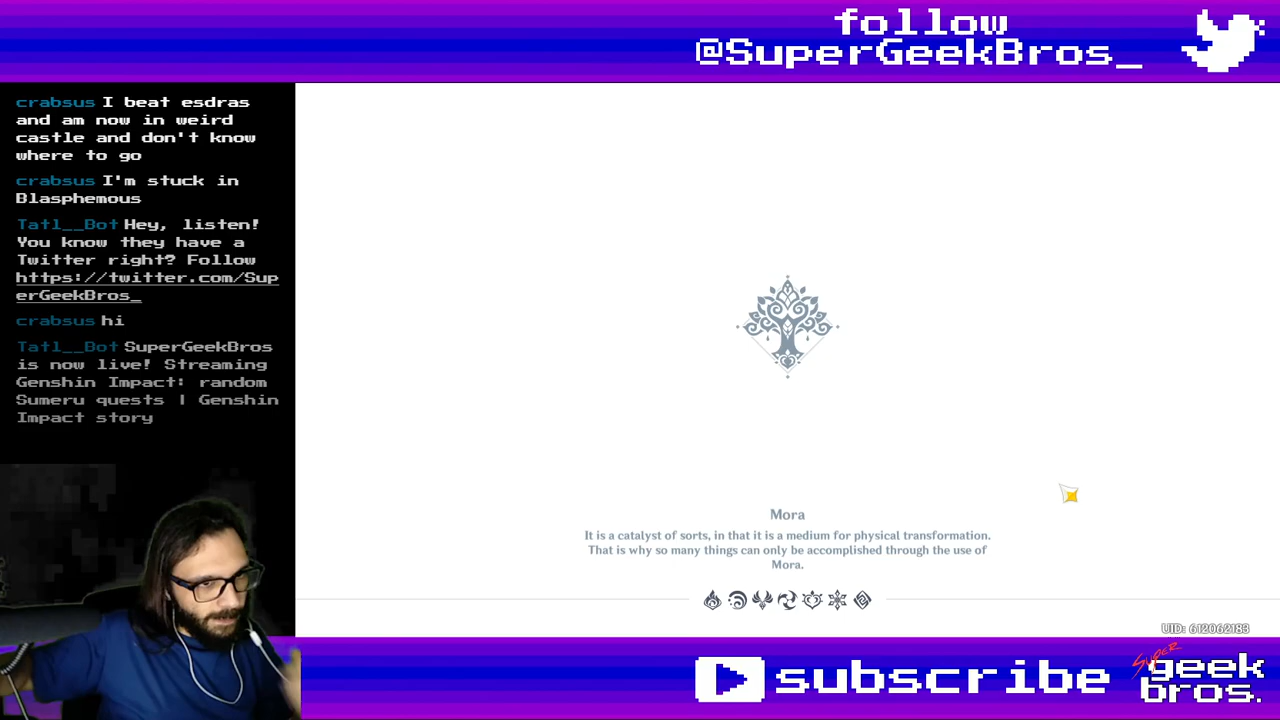 follow
@SuperGeekBros_
crabsus I beat esdras
and am now in weird
castle and don't know
where to go
crabsus I'm stuck in
Blasphemous
Tatl__Bot Hey, listen!
You know they have a
Twitter right? Follow
https://twitter.com/Sup
erGeekBros_
crabsus hi
Tatl__Bot SuperGeekBros
is now live! Streaming
Genshin Impact: random
Sumeru quests | Genshin
Impact story
Mora
It is a catalyst of sorts, in that it is a medium for physical transformation.
That is why so many things can only be accomplished through the use of
Mora.
UID: 612062183
subscribe
super
geek
bros.